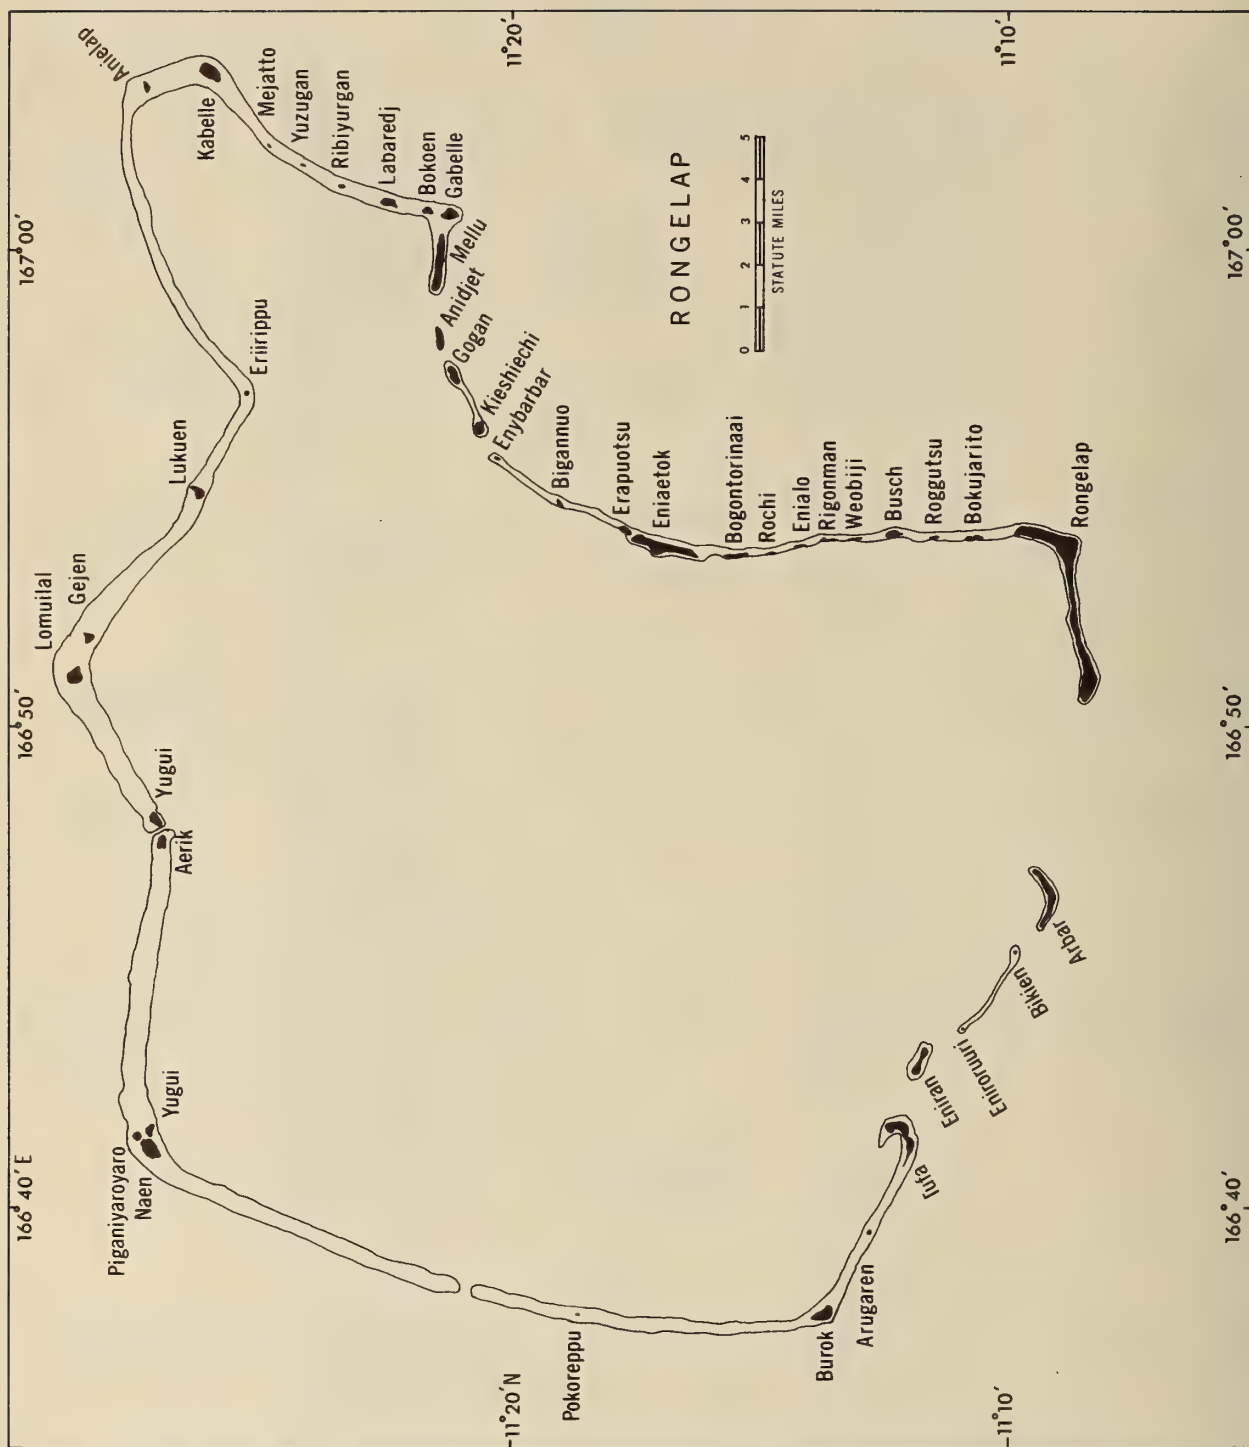 166°40′E
166°50′
167°00′
11°20′N
11°10′
11°20′
11°10′
166°40′
166°50′
167°00′
Piganiyaroyaro
Naen
Yugui
Aerik
Yugui
Lomuilal
Gejen
Lukuen
Eriirippu
Anielap
Kabelle
Mejatto
Yuzugan
Ribiyurgan
Labaredj
Bokoen
Gabelle
Mellu
Anidjet
Gogan
Kieshiechi
Enybarbar
Bigannuo
Erapuotsu
Eniaetok
Bogontorinaai
Rochi
Enialo
Rigonman
Weobiji
Busch
Roggutsu
Bokujarito
Rongelap
Arbar
Bikien
Eniroruuri
Eniran
Tufa
Arugaren
Burok
Pokoreppu
RONGELAP
0 1 2 3 4 5
STATUTE MILES